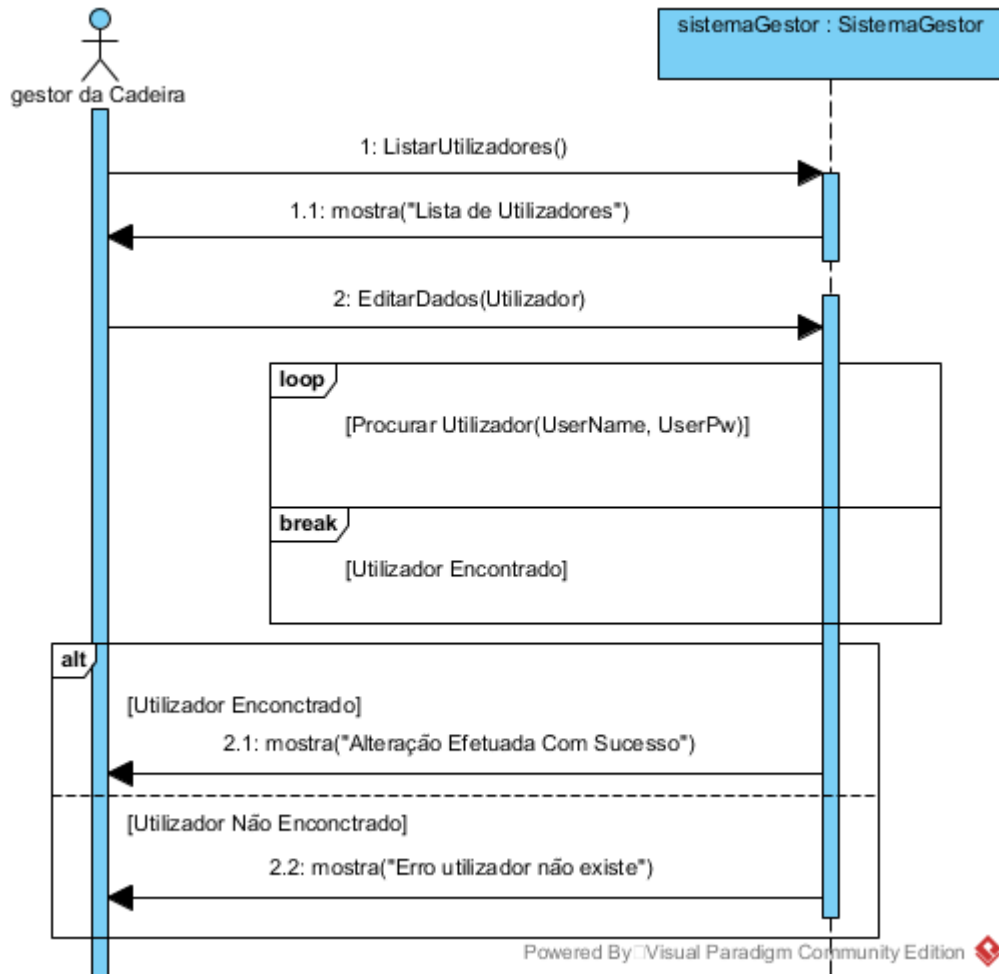 sistemaGestor : SistemaGestor
gestor da Cadeira
1: ListarUtilizadores()
1.1: mostra("Lista de Utilizadores")
2: EditarDados(Utilizador)
loop
[Procurar Utilizador(UserName, UserPw)]
break
[Utilizador Encontrado]
alt
[Utilizador Enconctrado]
2.1: mostra("Alteração Efetuada Com Sucesso")
[Utilizador Não Enconctrado]
2.2: mostra("Erro utilizador não existe")
Powered By□Visual Paradigm Community Edition